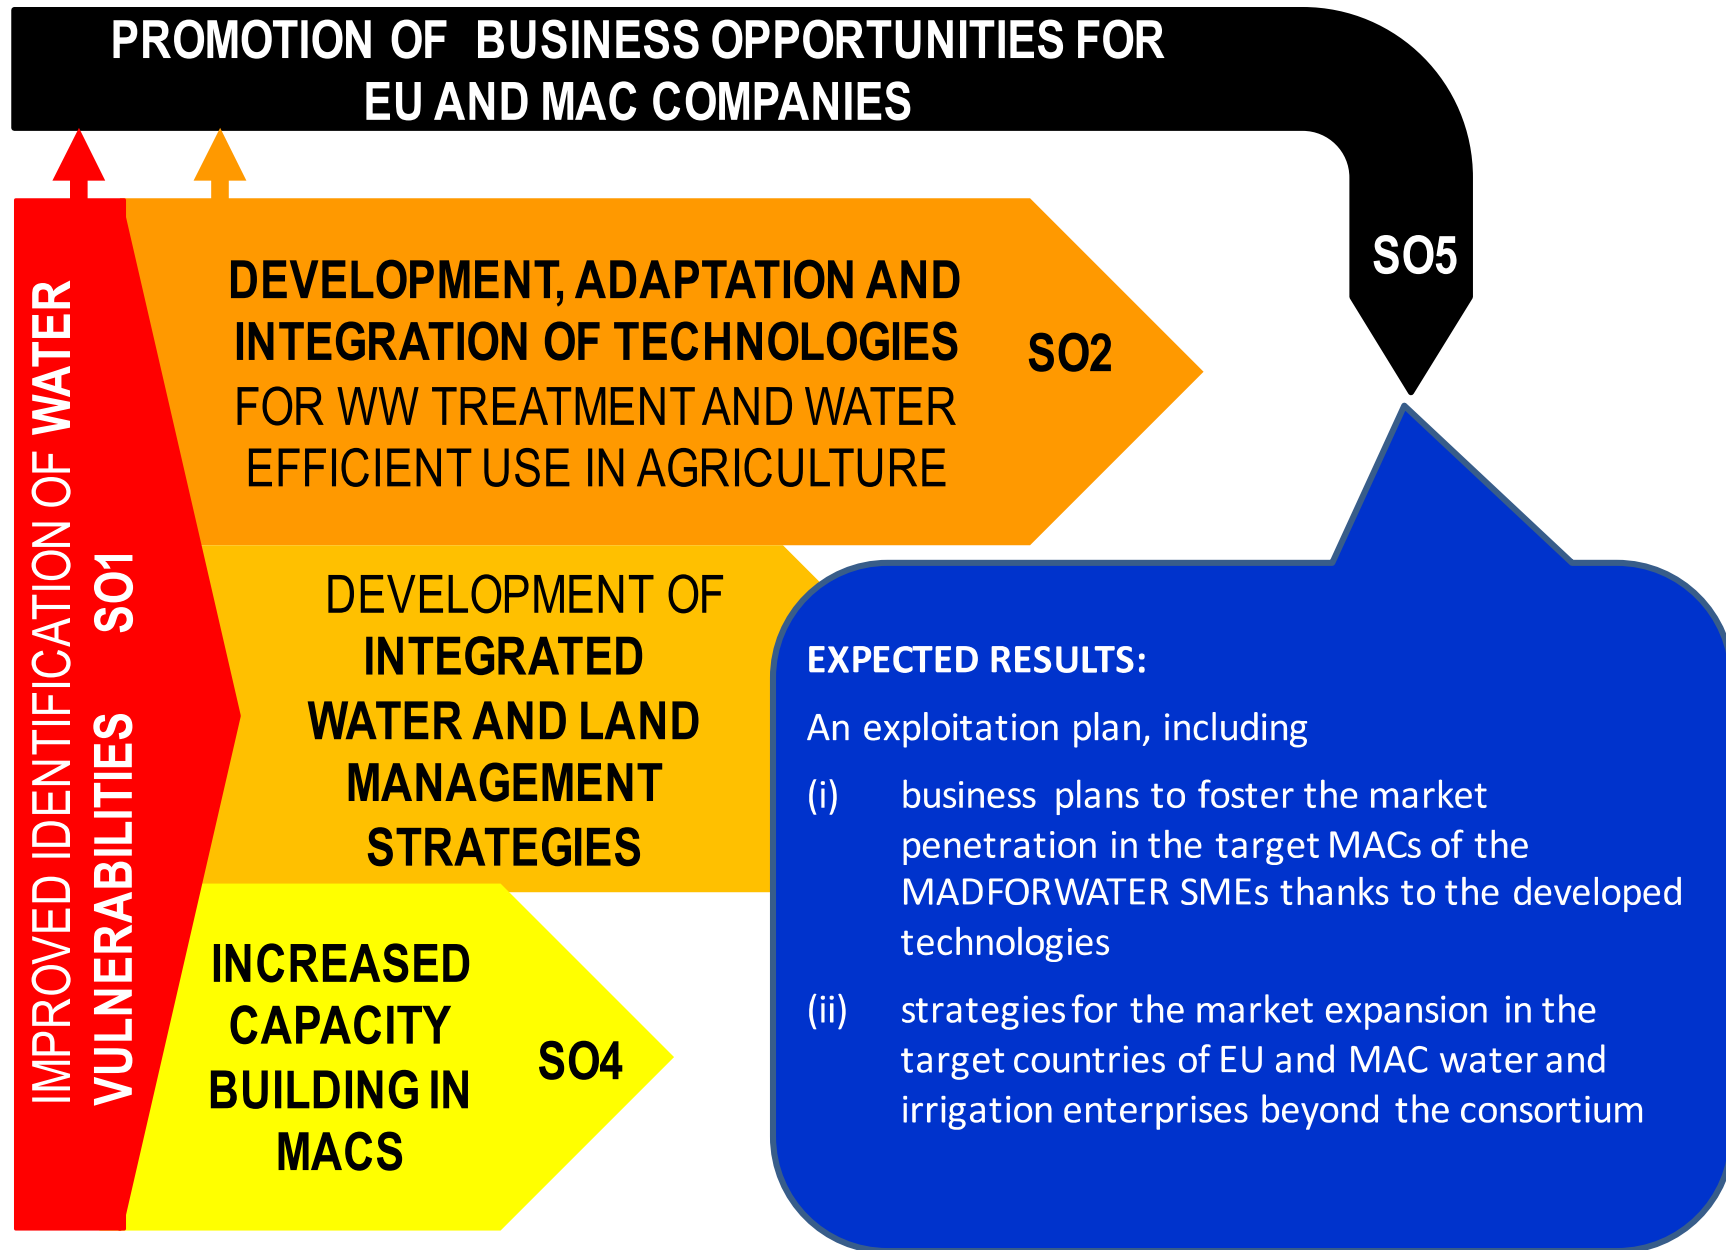 PROMOTION OF BUSINESS OPPORTUNITIES FOR
EU AND MAC COMPANIES
SO5
IMPROVED IDENTIFICATION OF WATER
VULNERABILITIES SO1
DEVELOPMENT, ADAPTATION AND
INTEGRATION OF TECHNOLOGIES
FOR WW TREATMENT AND WATER
EFFICIENT USE IN AGRICULTURE
SO2
DEVELOPMENT OF
INTEGRATED
WATER AND LAND
MANAGEMENT
STRATEGIES
INCREASED
CAPACITY
BUILDING IN
MACS
SO4
EXPECTED RESULTS:
An exploitation plan, including
(i) business plans to foster the market
penetration in the target MACs of the
MADFORWATER SMEs thanks to the developed
technologies
(ii) strategies for the market expansion in the
target countries of EU and MAC water and
irrigation enterprises beyond the consortium